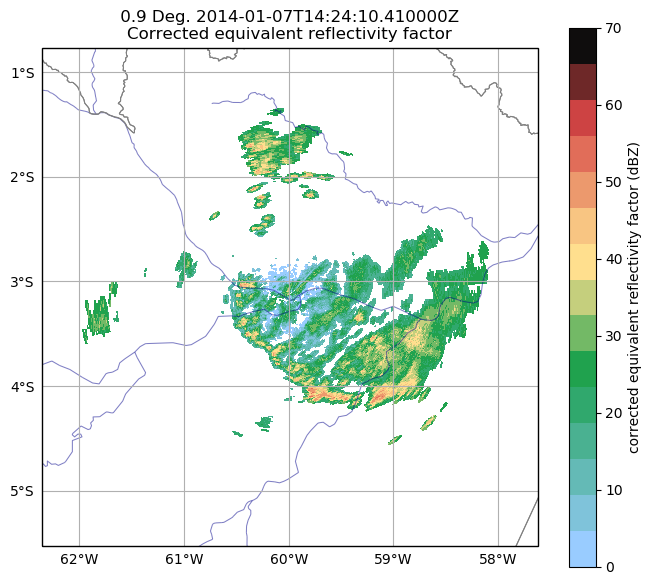 0.9 Deg. 2014-01-07T14:24:10.410000Z
Corrected equivalent reflectivity factor
1°S
2°S
3°S
4°S
5°S
62°W 61°W 60°W 59°W 58°W
70
60
50
40
30
20
10
0
corrected equivalent reflectivity factor (dBZ)